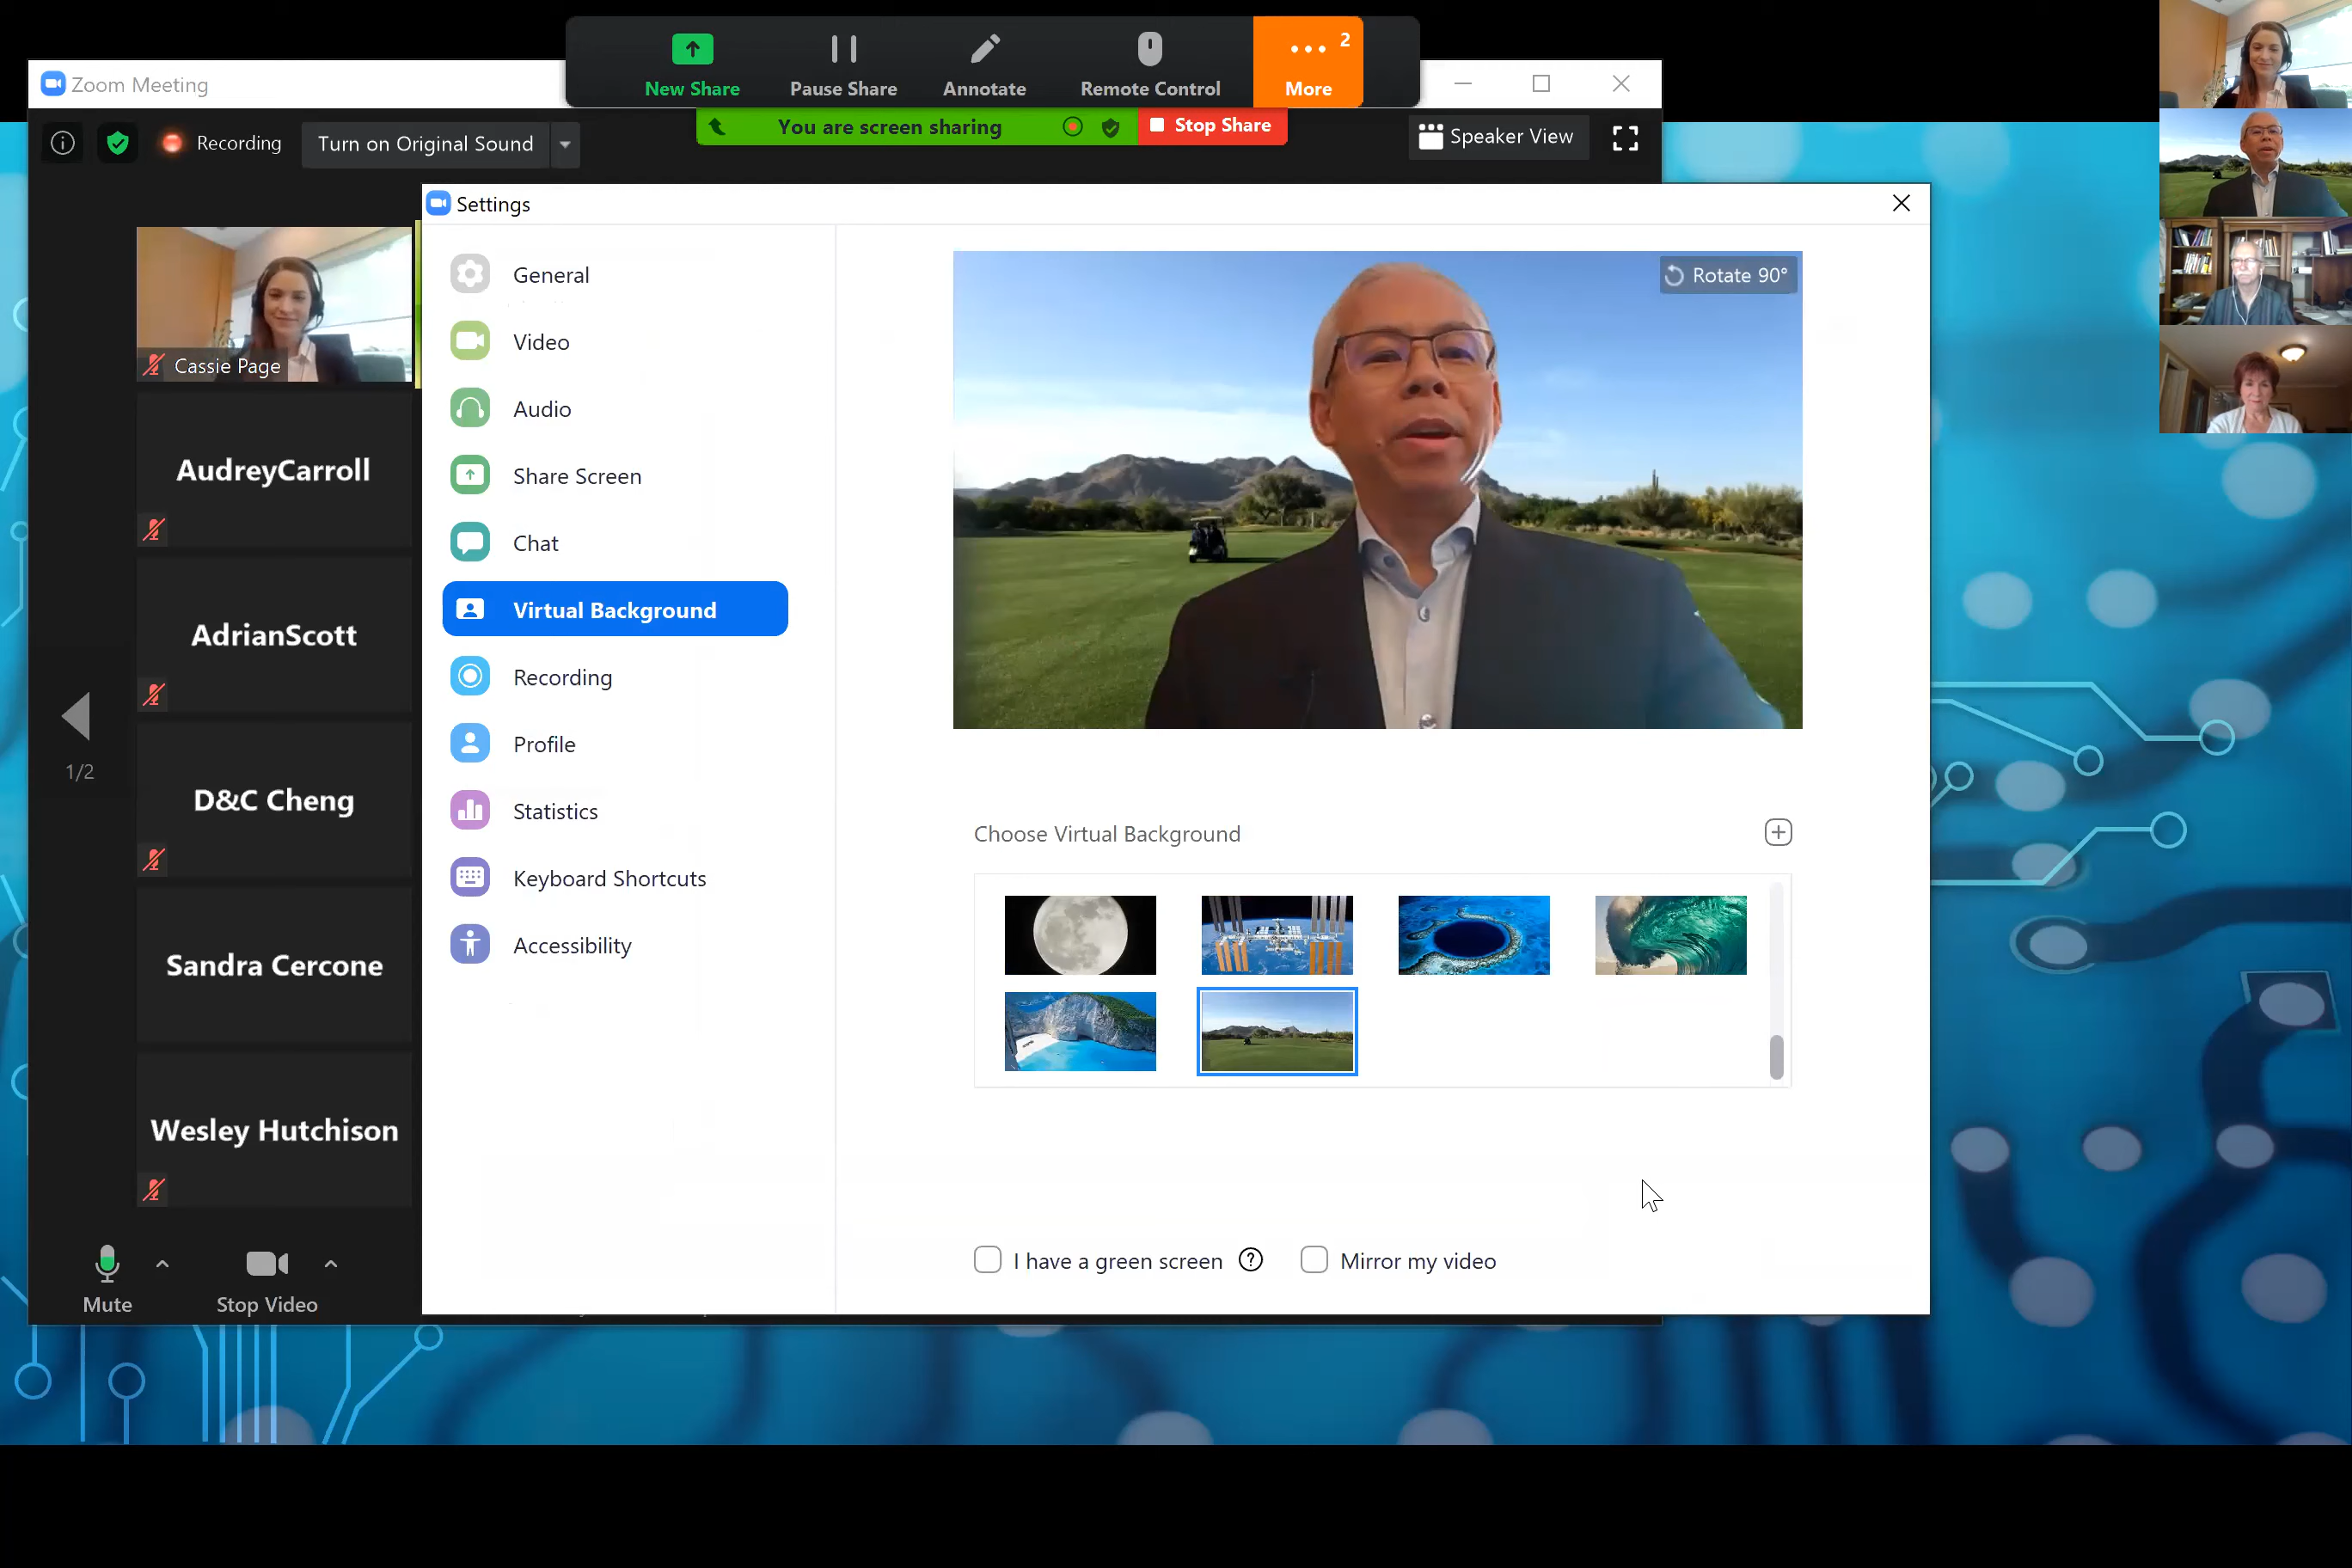 New Share
Pause Share
Annotate
Remote Control
2
More
Zoom Meeting
You are screen sharing
Stop Share
Recording
Turn on Original Sound
Speaker View
Settings
Cassie Page
AudreyCarroll
AdrianScott
D&C Cheng
Sandra Cercone
Wesley Hutchison
1/2
Mute
Stop Video
General
Video
Audio
Share Screen
Chat
Virtual Background
Recording
Profile
Statistics
Keyboard Shortcuts
Accessibility
Rotate 90°
Choose Virtual Background
I have a green screen
Mirror my video